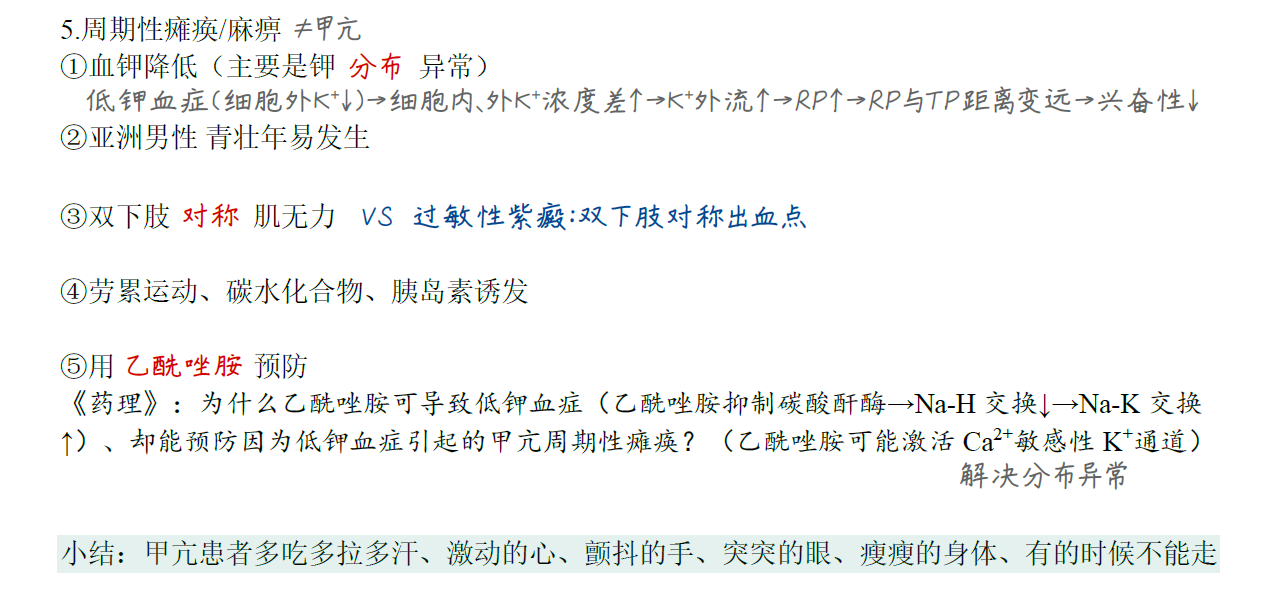 5.周期性瘫痪/麻痹 ≠甲亢
①血钾降低（主要是钾 分布 异常）
低钾血症(细胞外K⁺↓)→细胞内、外K⁺浓度差↑→K⁺外流↑→RP↑→RP与TP距离变远→兴奋性↓
②亚洲男性 青壮年易发生
③双下肢 对称 肌无力 VS 过敏性紫癜:双下肢对称出血点
④劳累运动、碳水化合物、胰岛素诱发
⑤用 乙酰唑胺 预防
《药理》：为什么乙酰唑胺可导致低钾血症（乙酰唑胺抑制碳酸酐酶→Na-H 交换↓→Na-K 交换
↑）、却能预防因为低钾血症引起的甲亢周期性瘫痪？（乙酰唑胺可能激活 Ca²⁺敏感性 K⁺通道）
解决分布异常
小结：甲亢患者多吃多拉多汗、激动的心、颤抖的手、突突的眼、瘦瘦的身体、有的时候不能走